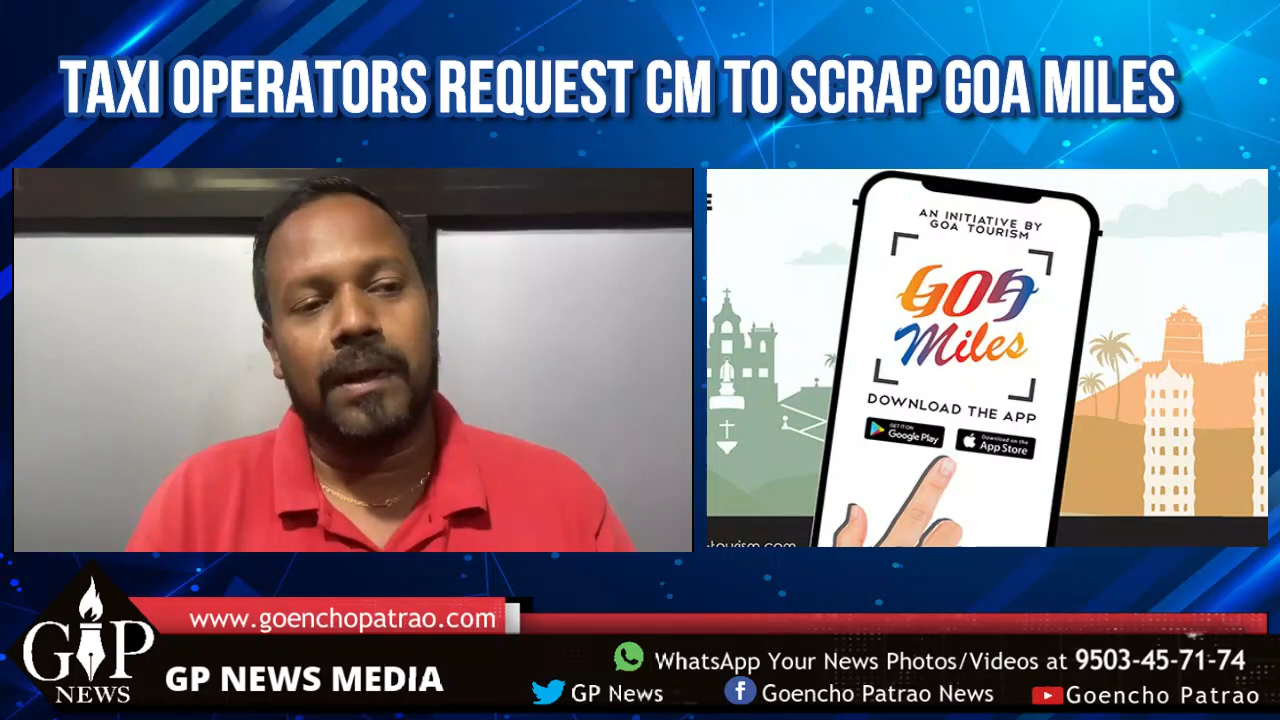 TAXI OPERATORS REQUEST CM TO SCRAP GOA MILES
AN INITIATIVE BY
GOA TOURISM
GOA
Miles
DOWNLOAD THE APP
GET IT ON
Google Play
Download on the
App Store
-tourism.com
www.goenchopatrao.com
GP
NEWS
GP NEWS MEDIA
WhatsApp Your News Photos/Videos at 9503-45-71-74
GP News
Goencho Patrao News
Goencho Patrao